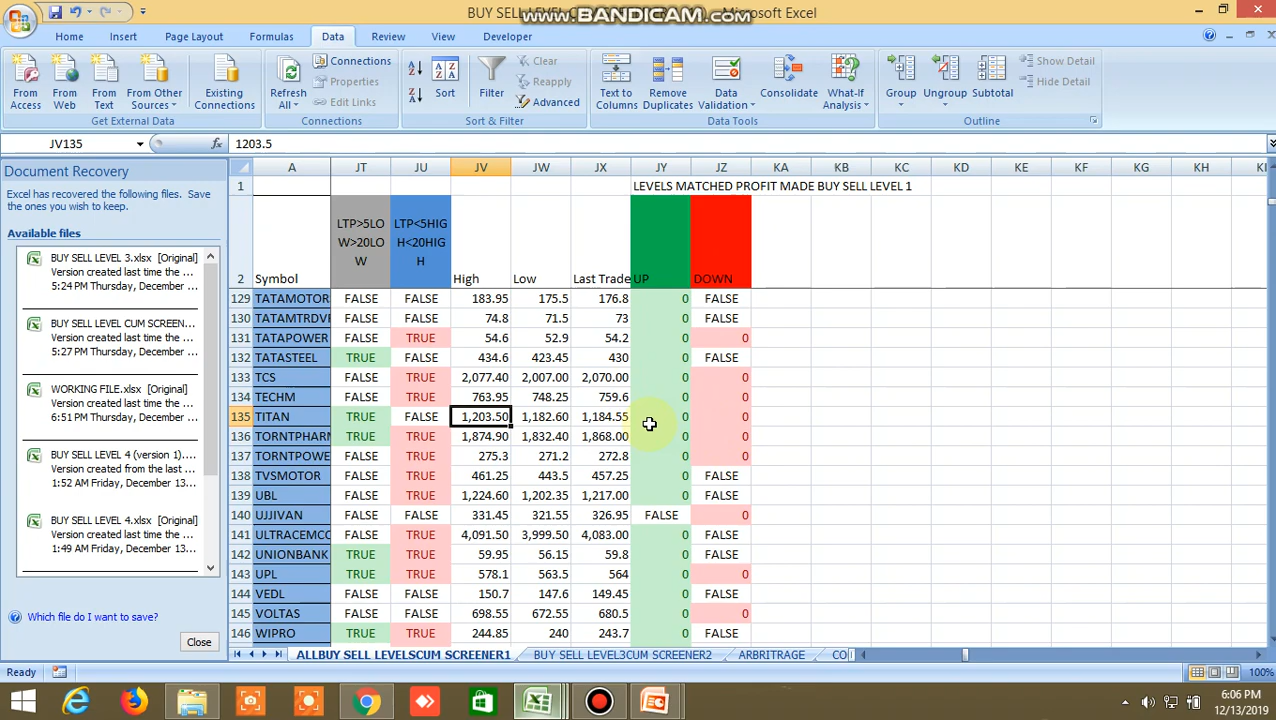 BUY SELL LEVEL C
www.BANDICAM.com
Microsoft Excel
Home Insert Page Layout Formulas Data Review View Developer
From Access
From Web
From Text
From Other Sources
Existing Connections
Get External Data
Refresh All
Connections
Properties
Edit Links
Connections
Sort
Filter
Clear
Reapply
Advanced
Sort & Filter
Text to Columns
Remove Duplicates
Data Validation
Consolidate
What-If Analysis
Data Tools
Group
Ungroup
Subtotal
Show Detail
Hide Detail
Outline
JV135 fx 1203.5
Document Recovery
Excel has recovered the following files. Save the ones you wish to keep.
Available files
BUY SELL LEVEL 3.xlsx [Original]
Version created last time the ...
5:24 PM Thursday, December ...
BUY SELL LEVEL CUM SCREEN...
Version created last time the ...
5:27 PM Thursday, December ...
WORKING FILE.xlsx [Original]
Version created last time the ...
6:51 PM Thursday, December ...
BUY SELL LEVEL 4 (version 1)....
Version created from the last ...
1:52 AM Friday, December 13...
BUY SELL LEVEL 4.xlsx [Original]
Version created last time the ...
1:49 AM Friday, December 13...
Which file do I want to save?
Close
A JT JU JV JW JX JY JZ KA KB KC KD KE KF KG KH
1 LEVELS MATCHED PROFIT MADE BUY SELL LEVEL 1
2 Symbol LTP>5LOW>20LOW LTP<5HIGH<20HIGH High Low Last Trade UP DOWN
129 TATAMOTOR FALSE FALSE 183.95 175.5 176.8 0 FALSE
130 TATAMTRDVR FALSE FALSE 74.8 71.5 73 0 FALSE
131 TATAPOWER FALSE TRUE 54.6 52.9 54.2 0 0
132 TATASTEEL TRUE FALSE 434.6 423.45 430 0 FALSE
133 TCS FALSE TRUE 2,077.40 2,007.00 2,070.00 0 0
134 TECHM FALSE TRUE 763.95 748.25 759.6 0 0
135 TITAN TRUE FALSE 1,203.50 1,182.60 1,184.55 0 0
136 TORNTPHARM FALSE TRUE 1,874.90 1,832.40 1,868.00 0 0
137 TORNTPOWE FALSE TRUE 275.3 271.2 272.8 0 0
138 TVSMOTOR FALSE TRUE 461.25 443.5 457.25 0 FALSE
139 UBL FALSE TRUE 1,224.60 1,202.35 1,217.00 0 FALSE
140 UJJIVAN FALSE FALSE 331.45 321.55 326.95 FALSE 0
141 ULTRACEMCO FALSE TRUE 4,091.50 3,999.50 4,083.00 0 FALSE
142 UNIONBANK TRUE TRUE 59.95 56.15 59.8 0 FALSE
143 UPL TRUE TRUE 578.1 563.5 564 0 0
144 VEDL FALSE FALSE 150.7 147.6 149.45 0 FALSE
145 VOLTAS FALSE FALSE 698.55 672.55 680.5 0 0
146 WIPRO TRUE TRUE 244.85 240 243.7 0 FALSE
ALLBUY SELL LEVELSCUM SCREENER1 BUY SELL LEVEL3CUM SCREENER2 ARBRITRAGE CO
Ready 100%
6:06 PM
12/13/2019